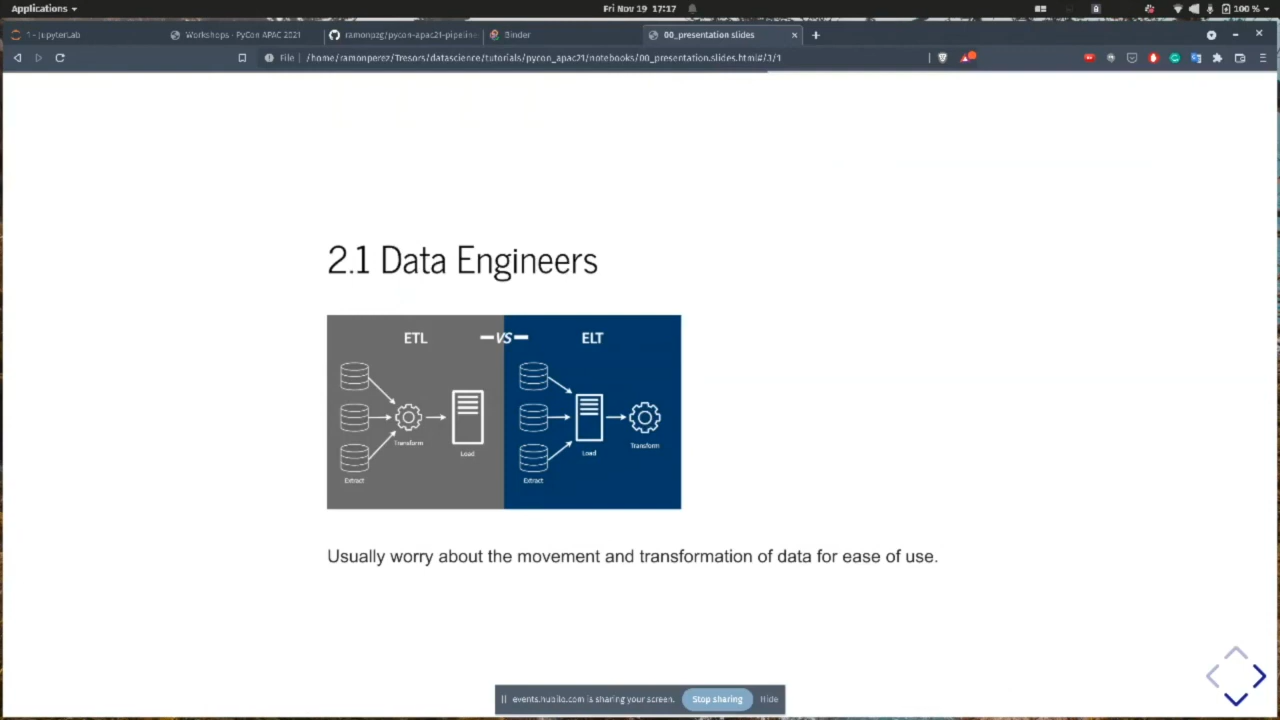 Applications
Fri Nov 19 17:17
100 %
1 - JupyterLab
Workshops - PyCon APAC 2021
ramonpzg/pycon-apac21-pipeline
Binder
00_presentation slides
File
/home/ramonperez/Tresors/datascience/tutorials/pycon_apac21/notebooks/00_presentation.slides.html#/3/1
2.1 Data Engineers
ETL
VS
ELT
Transform
Load
Extract
Load
Transform
Extract
Usually worry about the movement and transformation of data for ease of use.
events.hubilo.com is sharing your screen.
Stop sharing
Hide